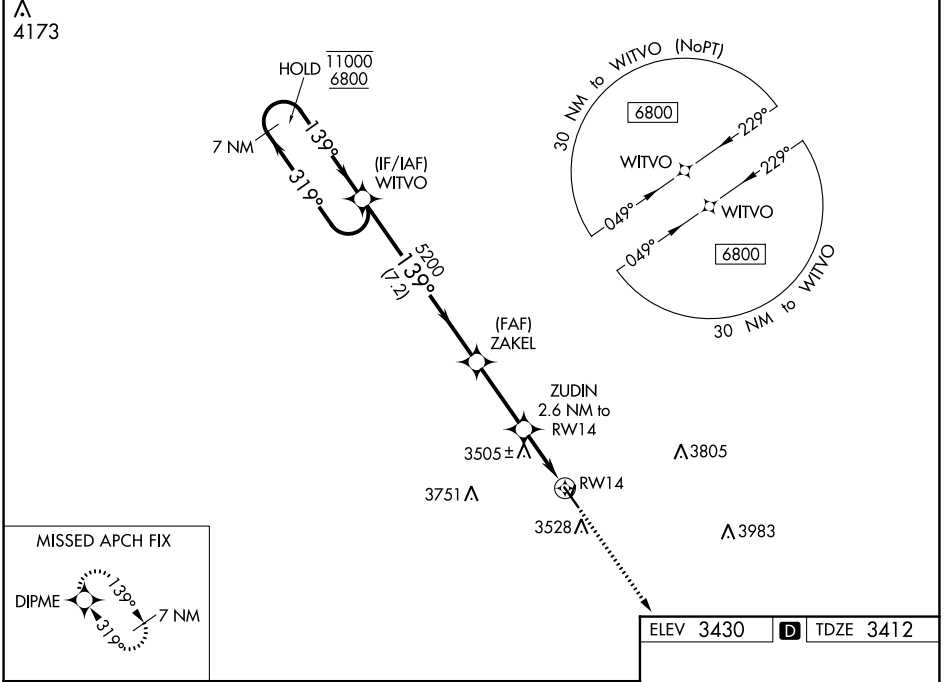 4173
HOLD 11000
6800
7 NM
139°
319°
(IF/IAF)
WITVO
5200
139°
(7.2)
(FAF)
ZAKEL
ZUDIN
2.6 NM to
RW14
3505±
3805
3751
RW14
3528
3983
30 NM to WITVO (NoPT)
6800
229°
WITVO
049°
229°
WITVO
049°
6800
30 NM to WITVO
MISSED APCH FIX
DIPME
139°
7 NM
319°
ELEV 3430 D TDZE 3412